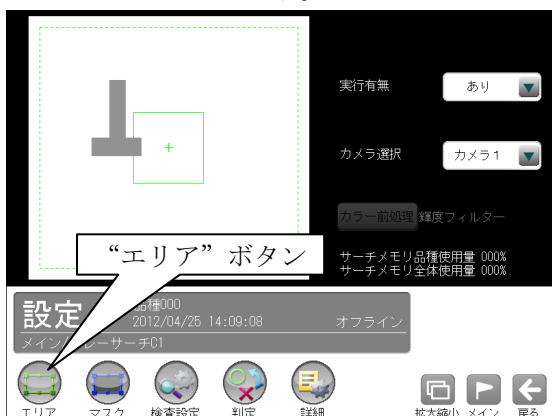 実行有無
あり
カメラ選択
カメラ1
カラー前処理 輝度フィルター
“エリア”ボタン
サーチメモリ品種使用量 000%
サーチメモリ全体使用量 000%
設定
品種000
2012/04/25 14:09:08
オフライン
メイン/
レーサーチC1
エリア
マスク
検査設定
判定
詳細
拡大縮小
メイン
戻る